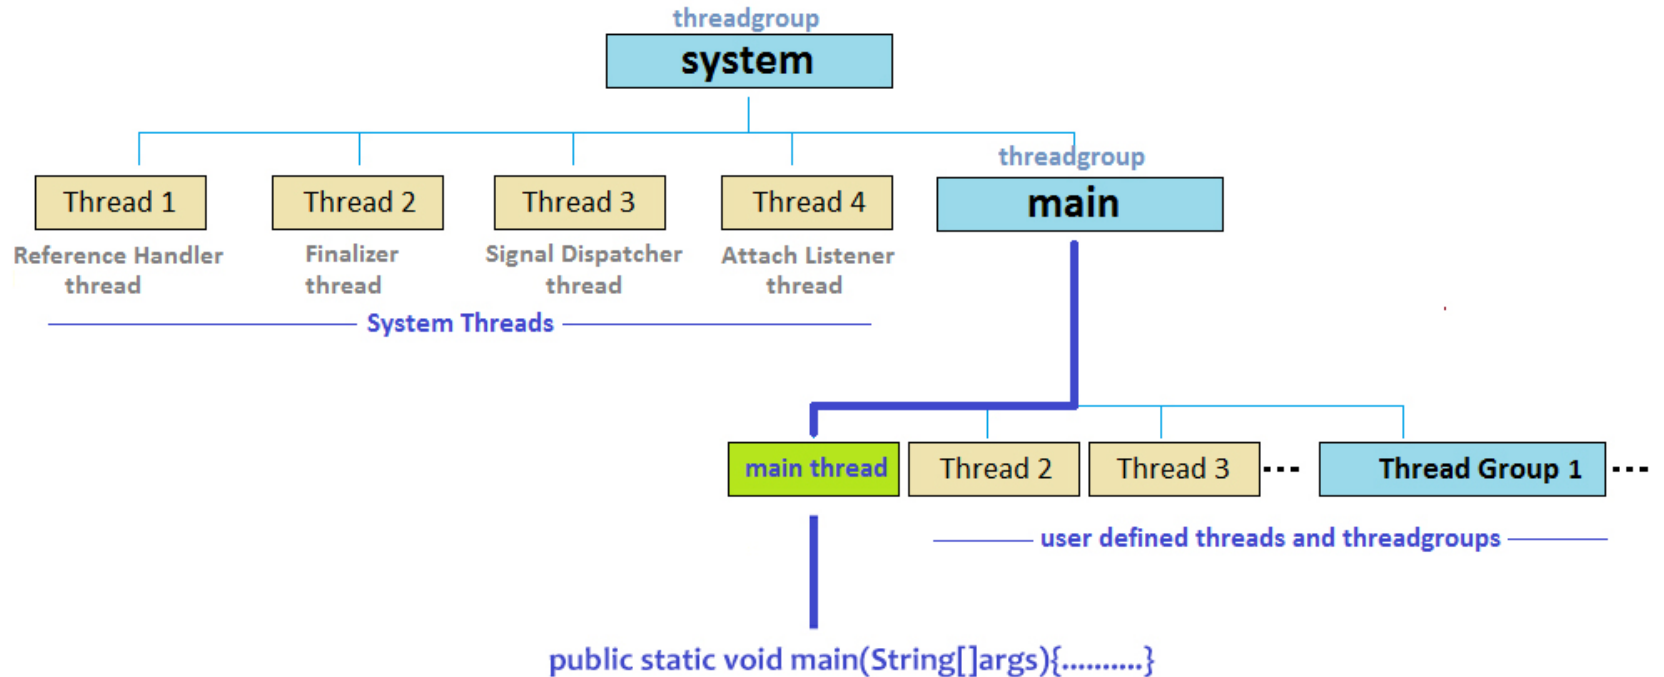 threadgroup
system
threadgroup
main
Thread 1
Thread 2
Thread 3
Thread 4
Reference Handler
thread
Finalizer
thread
Signal Dispatcher
thread
Attach Listener
thread
System Threads
main thread
Thread 2
Thread 3
Thread Group 1
user defined threads and threadgroups
public static void main(String[]args){..........}